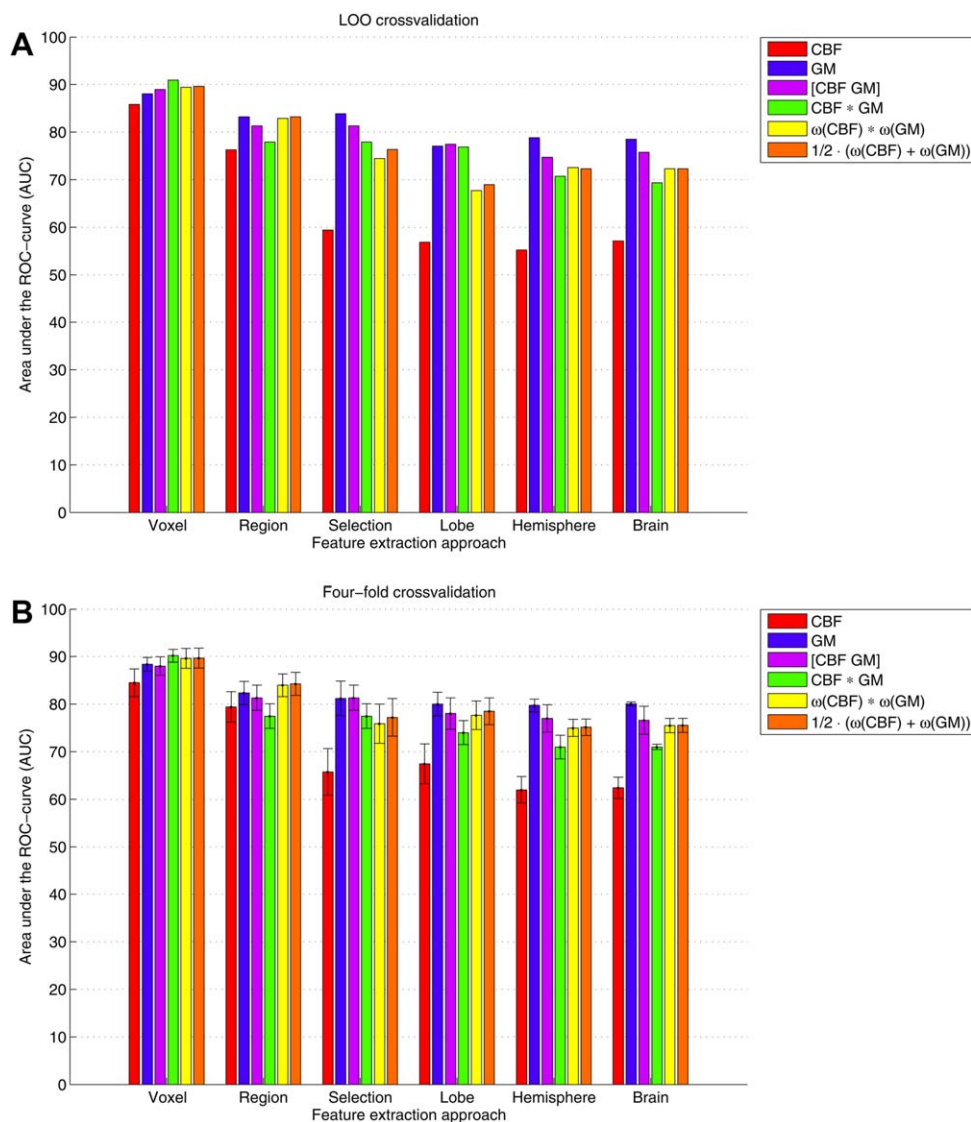 A
LOO crossvalidation
Area under the ROC-curve (AUC)
100
90
80
70
60
50
40
30
20
10
0
Voxel Region Selection Lobe Hemisphere Brain
Feature extraction approach
CBF
GM
[CBF GM]
CBF * GM
ω(CBF) * ω(GM)
1/2 · (ω(CBF) + ω(GM))
B
Four-fold crossvalidation
Area under the ROC-curve (AUC)
100
90
80
70
60
50
40
30
20
10
0
Voxel Region Selection Lobe Hemisphere Brain
Feature extraction approach
CBF
GM
[CBF GM]
CBF * GM
ω(CBF) * ω(GM)
1/2 · (ω(CBF) + ω(GM))